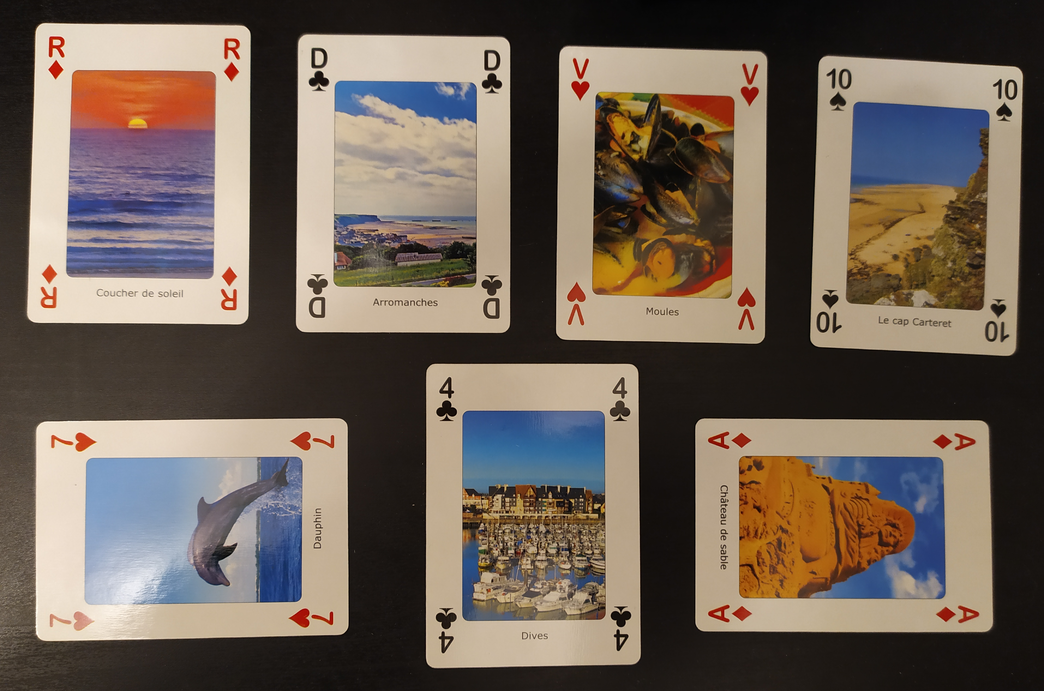 R R
Coucher de soleil
R R
D D
Arromanches
D D
V V
Moules
V V
10 10
Le cap Carteret
10 10
7 7
Dauphin
7 7
4 4
Dives
4 4
A A
Château de sable
A A